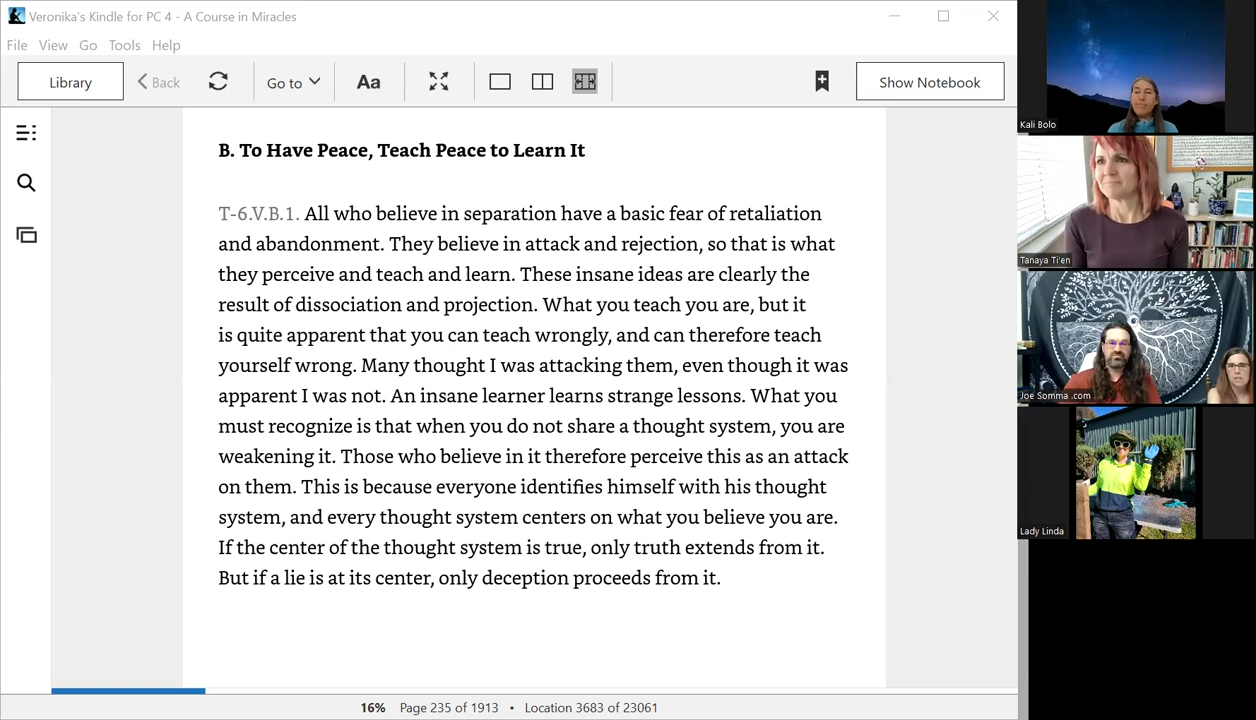 Veronika's Kindle for PC 4 - A Course in Miracles
File View Go Tools Help
Library
Back
Go to
Aa
Show Notebook
B. To Have Peace, Teach Peace to Learn It
T-6.V.B.1. All who believe in separation have a basic fear of retaliation
and abandonment. They believe in attack and rejection, so that is what
they perceive and teach and learn. These insane ideas are clearly the
result of dissociation and projection. What you teach you are, but it
is quite apparent that you can teach wrongly, and can therefore teach
yourself wrong. Many thought I was attacking them, even though it was
apparent I was not. An insane learner learns strange lessons. What you
must recognize is that when you do not share a thought system, you are
weakening it. Those who believe in it therefore perceive this as an attack
on them. This is because everyone identifies himself with his thought
system, and every thought system centers on what you believe you are.
If the center of the thought system is true, only truth extends from it.
But if a lie is at its center, only deception proceeds from it.
16% Page 235 of 1913 • Location 3683 of 23061
Kali Bolo
Tanaya Ti'en
Joe Somma .com
Lady Linda